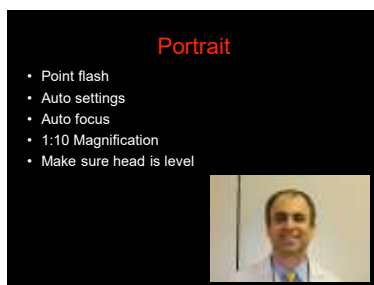 Portrait
• Point flash
• Auto settings
• Auto focus
• 1:10 Magnification
• Make sure head is level